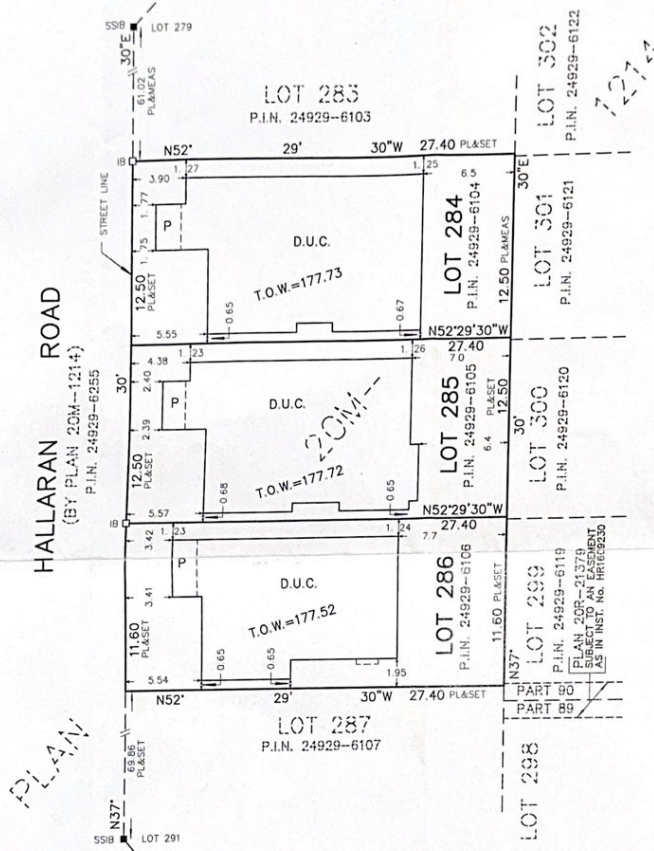 SSIB
LOT 279
30"E
61.02
PL&MEAS
LOT 283
P.I.N. 24929-6103
LOT 302
P.I.N. 24929-6122
1214
IB
N52°
29'
30"W
27.40 PL&SET
30"E
STREET LINE
3.90
1.27
1.25
6.5
1.77
P
1.75
12.50
PL&SET
D.U.C.
T.O.W.=177.73
LOT 284
P.I.N. 24929-6104
12.50 PL&MEAS
LOT 301
P.I.N. 24929-6121
5.55
0.65
0.67
N52°29'30"W
27.40
HALLARAN ROAD
(BY PLAN 20M-1214)
P.I.N. 24929-6255
30'
4.38
1.23
1.26
7.0
2.40
P
2.39
12.50
PL&SET
D.U.C.
20M-
T.O.W.=177.72
LOT 285
P.I.N. 24929-6105
6.4
PL&SET
12.50
30'
LOT 300
P.I.N. 24929-6120
5.57
0.68
0.65
N52°29'30"W
27.40
IB
3.42
1.23
1.24
7.7
P
3.41
11.60
PL&SET
D.U.C.
T.O.W.=177.52
LOT 286
P.I.N. 24929-6106
11.60 PL&SET
LOT 299
P.I.N. 24929-6119
PLAN 20R-21379
SUBJECT TO AN EASEMENT
AS IN INST. No. HR1609230
5.54
0.65
0.65
1.95
N37°
N52°
29'
30"W
27.40 PL&SET
PART 90
PART 89
PLAN
69.86
PL&SET
LOT 287
P.I.N. 24929-6107
LOT 298
N37°
SSIB
LOT 291